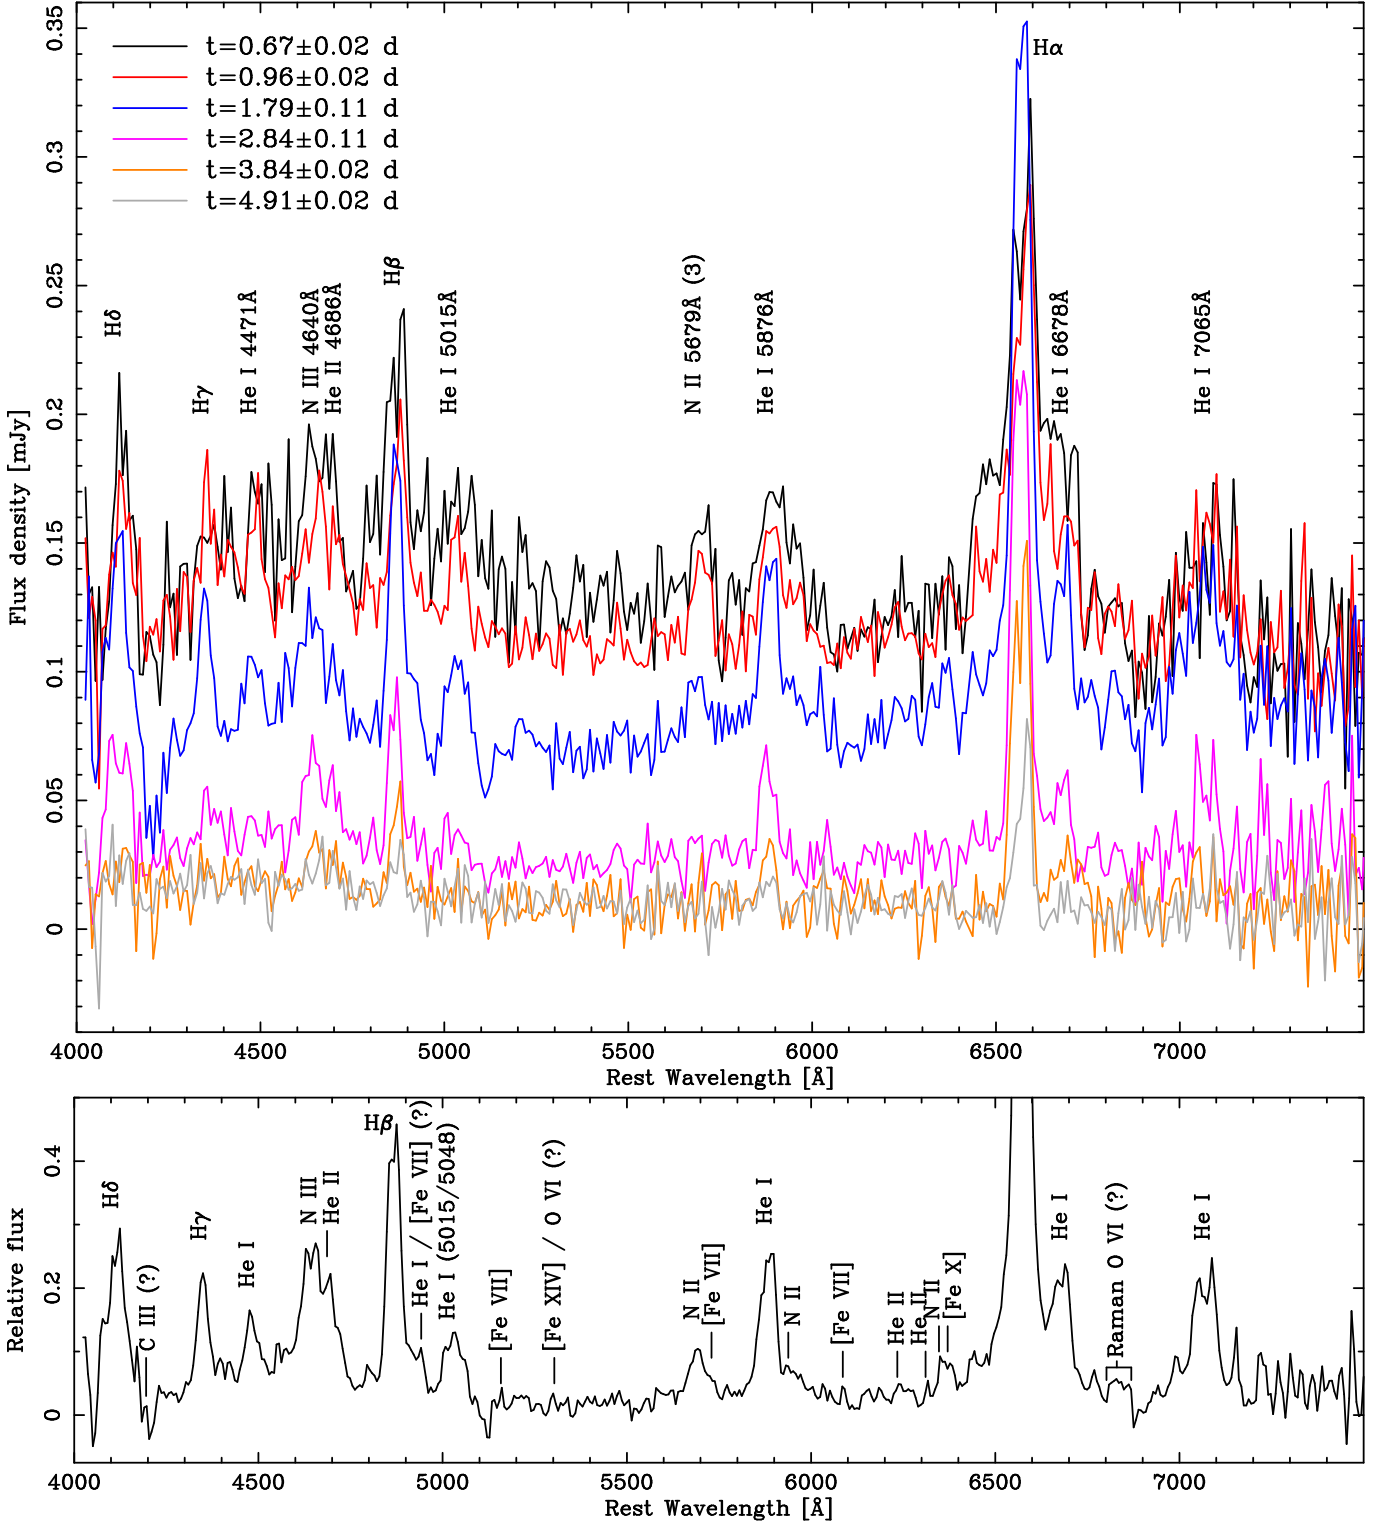 t=0.67±0.02 d
t=0.96±0.02 d
t=1.79±0.11 d
t=2.84±0.11 d
t=3.84±0.02 d
t=4.91±0.02 d
Hδ
Hγ
He I 4471Å
N III 4640Å
He II 4686Å
Hβ
He I 5015Å
N II 5679Å (3)
He I 5876Å
Hα
He I 6678Å
He I 7065Å
Flux density [mJy]
0.35
0.3
0.25
0.2
0.15
0.1
0.05
0
4000 4500 5000 5500 6000 6500 7000
Rest Wavelength [Å]
Hδ
C III (?)
Hγ
He I
N III
He II
Hβ
He I / [Fe VII] (?)
He I (5015/5048)
[Fe VII]
[Fe XIV] / O VI (?)
N II
[Fe VII]
He I
N II
[Fe VII]
He II
He II
N II
[Fe X]
He I
Raman O VI (?)
He I
Relative flux
0.4
0.2
0
4000 4500 5000 5500 6000 6500 7000
Rest Wavelength [Å]